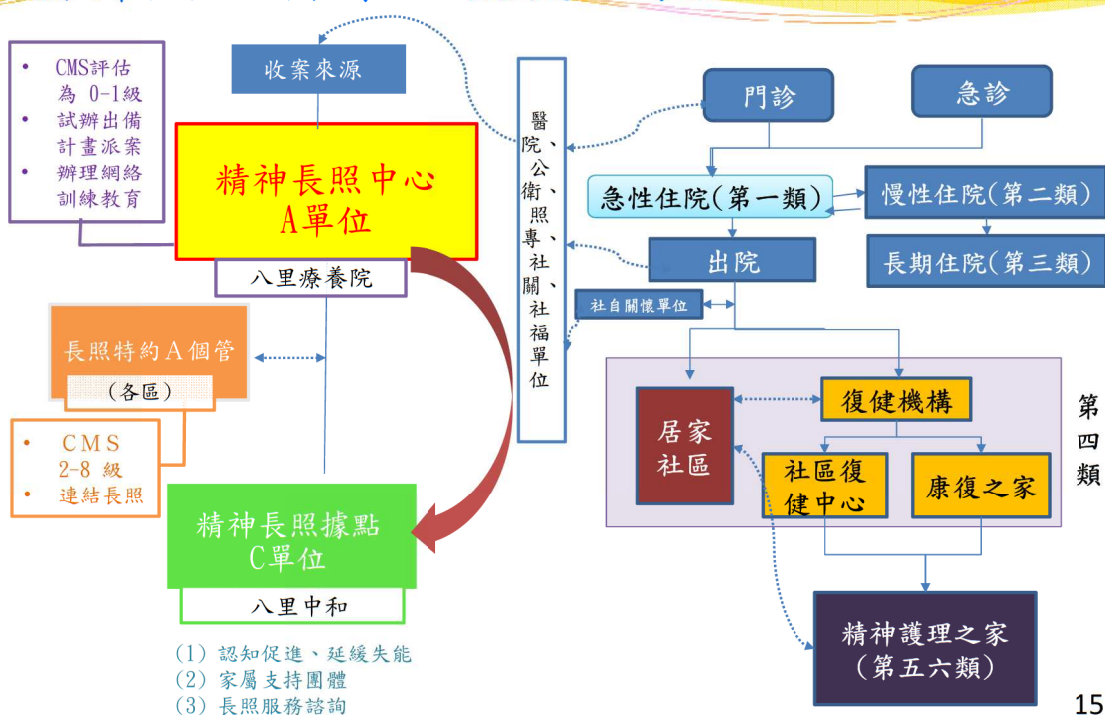 • CMS評估
為 0-1級
• 試辦出備
計畫派案
• 辦理網絡
訓練教育
收案來源
精神長照中心
A單位
八里療養院
長照特約A個管
(各區)
• CMS
2-8 級
• 連結長照
精神長照據點
C單位
八里中和
(1) 認知促進、延緩失能
(2) 家屬支持團體
(3) 長照服務諮詢
醫
院、
公
衛、
照
專、
社
關、
社
福
單
位
門診
急診
急性住院(第一類)
慢性住院(第二類)
出院
長期住院(第三類)
社自關懷單位
居家
社區
復健機構
社區復
健中心
康復之家
第
四
類
精神護理之家
(第五六類)
15